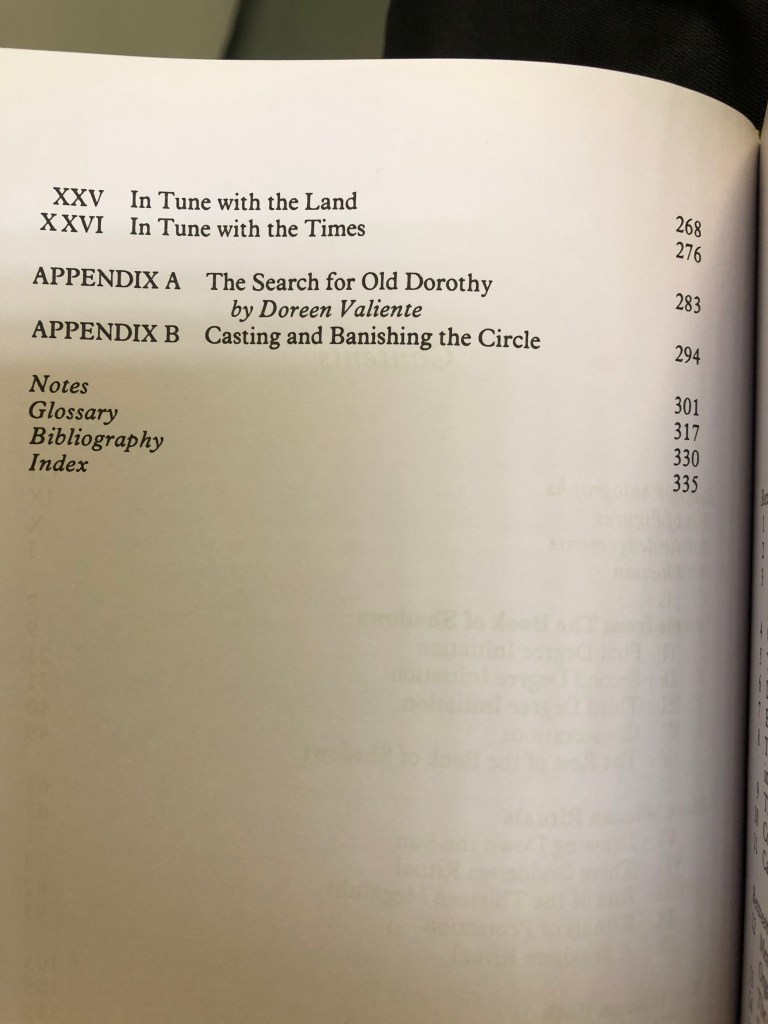 XXV In Tune with the Land 268
XXVI In Tune with the Times 276
APPENDIX A The Search for Old Dorothy
by Doreen Valiente 283
APPENDIX B Casting and Banishing the Circle 294
Notes 301
Glossary 317
Bibliography 330
Index 335